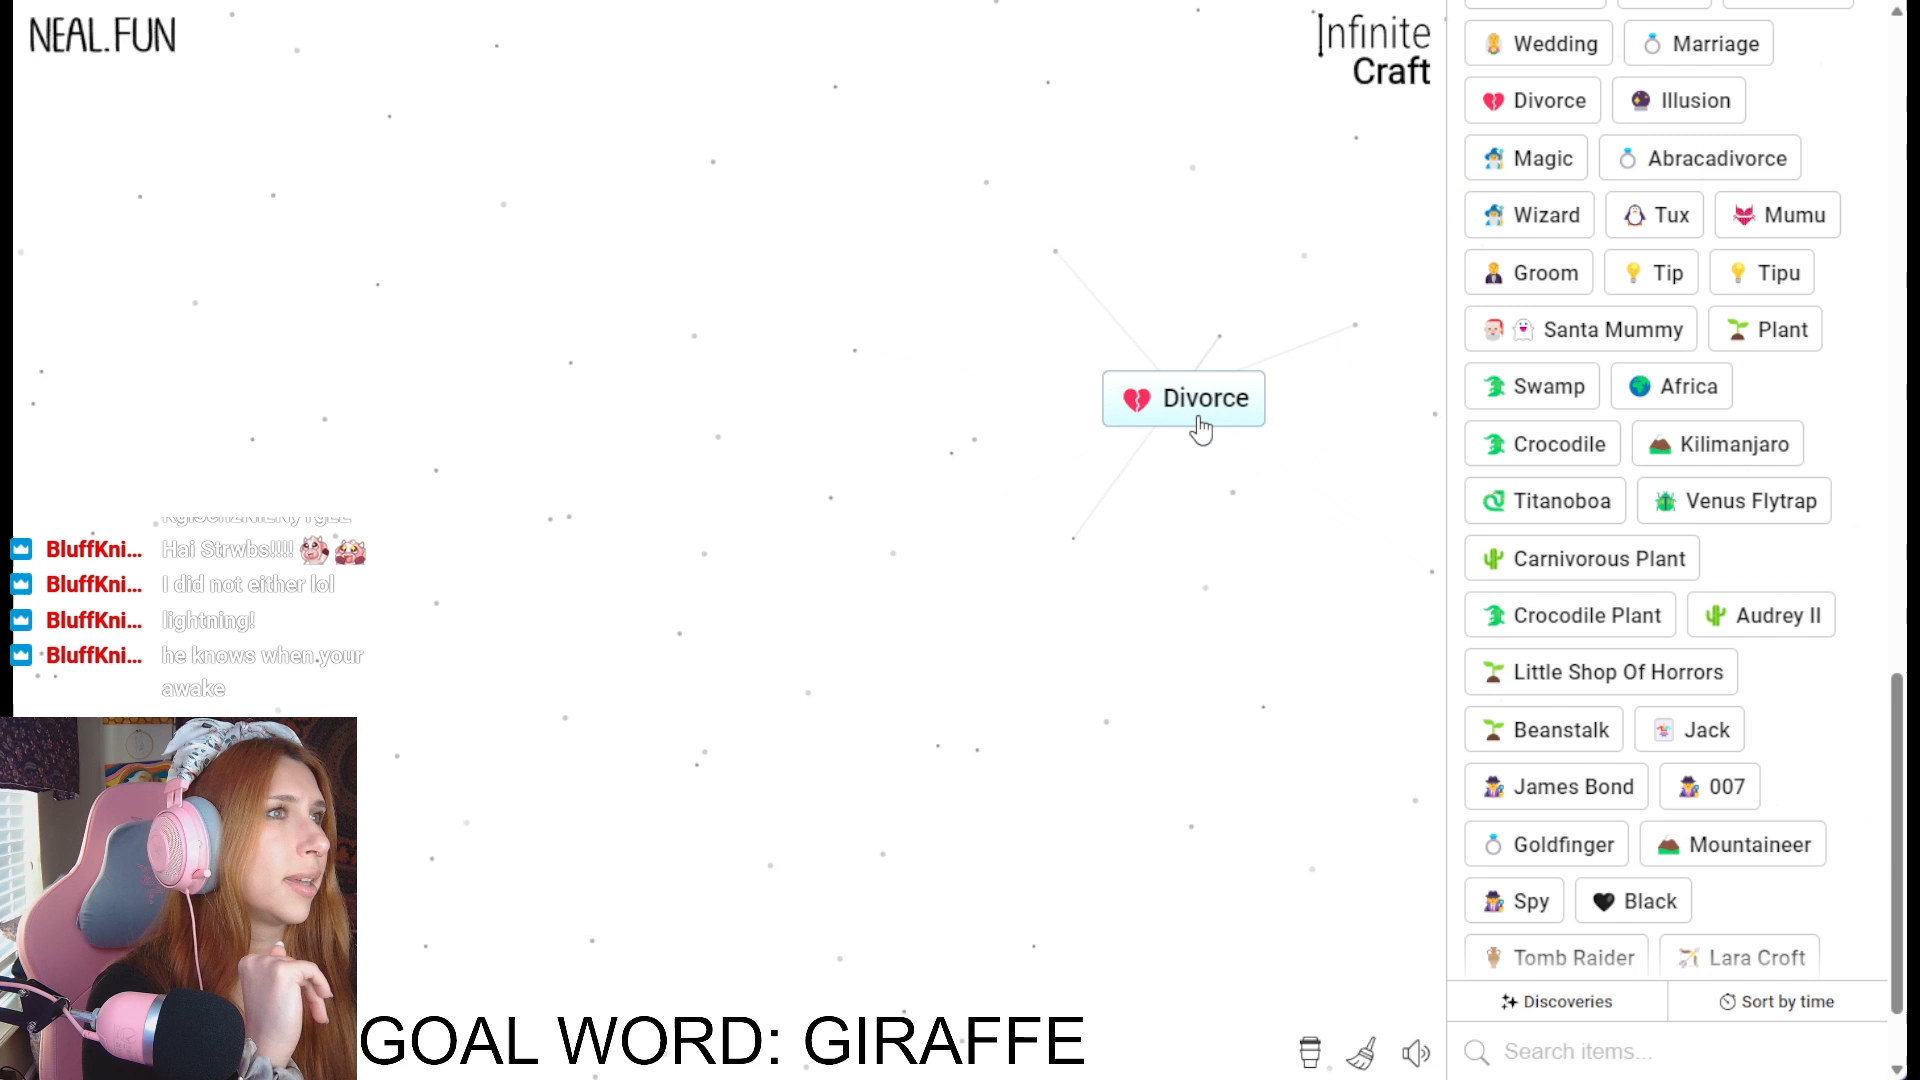 NEAL.FUN
Infinite
Craft
Divorce
Hai Strwbs!!!!
BluffKni...
I did not either lol
BluffKni...
lightning!
BluffKni...
he knows when your
BluffKni...
awake
GOAL WORD: GIRAFFE
Wedding Marriage
Divorce Illusion
Magic Abracadivorce
Wizard Tux Mumu
Groom Tip Tipu
Santa Mummy Plant
Swamp Africa
Crocodile Kilimanjaro
Titanoboa Venus Flytrap
Carnivorous Plant
Crocodile Plant Audrey II
Little Shop Of Horrors
Beanstalk Jack
James Bond 007
Goldfinger Mountaineer
Spy Black
Tomb Raider Lara Croft
Discoveries Sort by time
Search items...